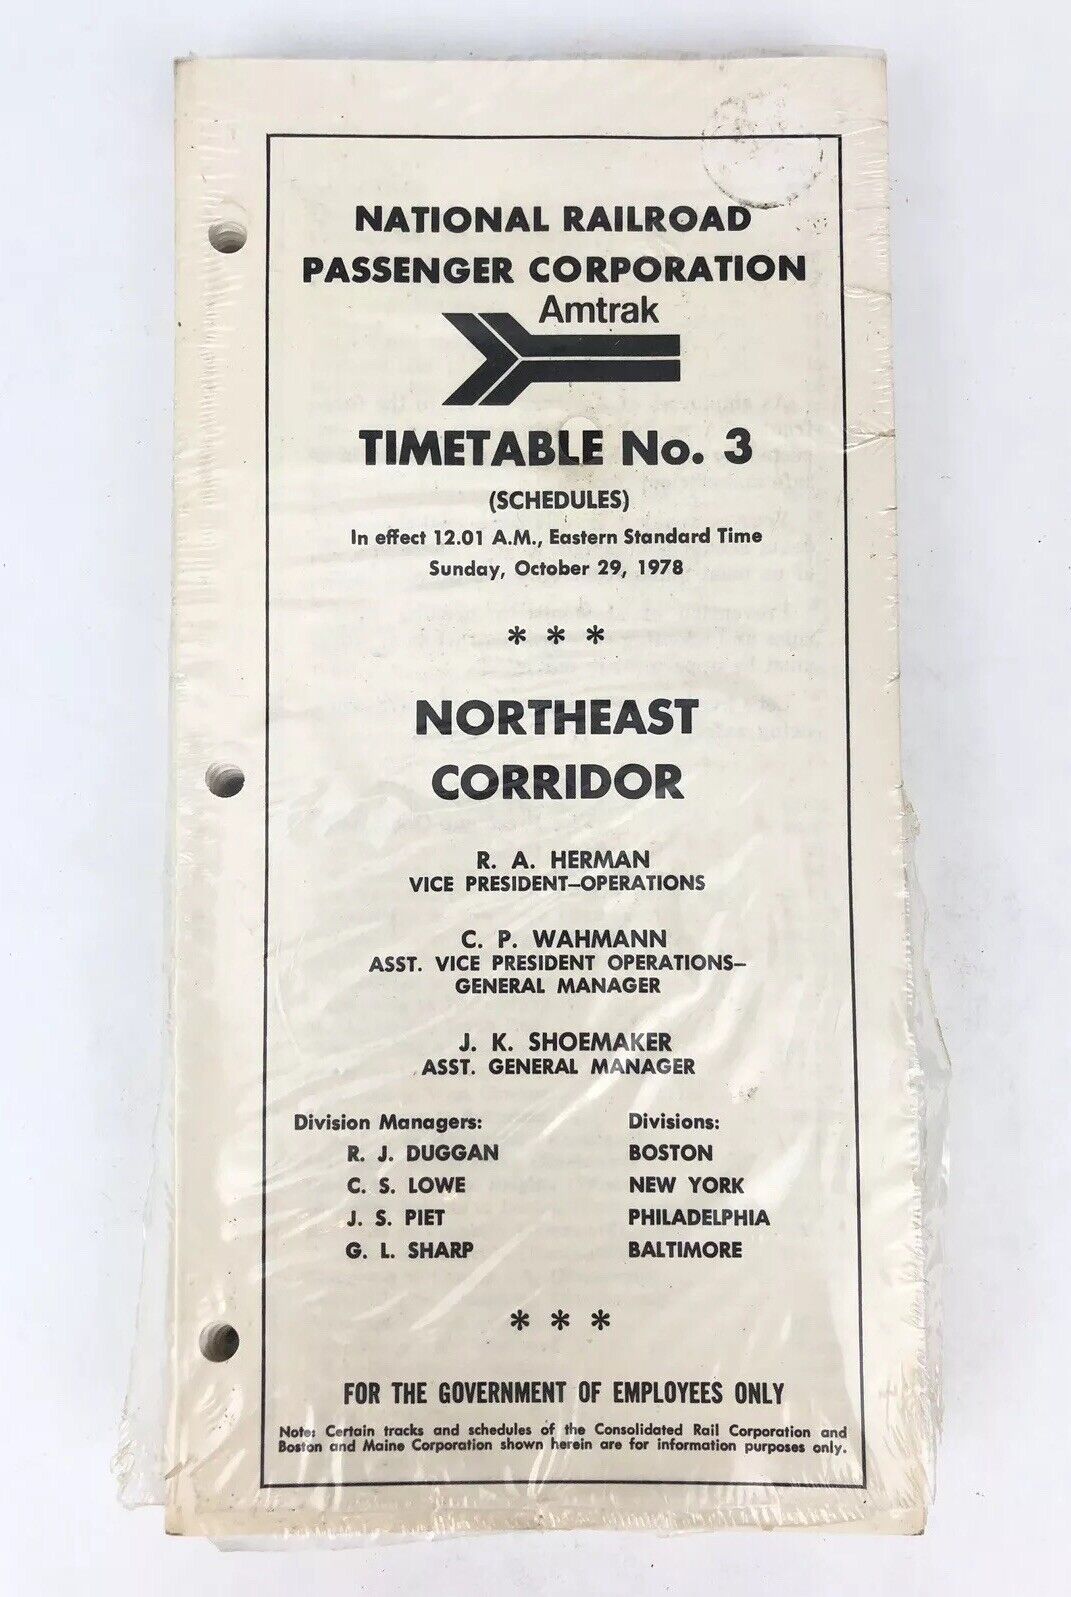 NATIONAL RAILROAD
PASSENGER CORPORATION
Amtrak
TIMETABLE No. 3
(SCHEDULES)
In effect 12.01 A.M., Eastern Standard Time
Sunday, October 29, 1978
* * *
NORTHEAST
CORRIDOR
R. A. HERMAN
VICE PRESIDENT—OPERATIONS
C. P. WAHMANN
ASST. VICE PRESIDENT OPERATIONS—
GENERAL MANAGER
J. K. SHOEMAKER
ASST. GENERAL MANAGER
Division Managers: Divisions:
R. J. DUGGAN BOSTON
C. S. LOWE NEW YORK
J. S. PIET PHILADELPHIA
G. L. SHARP BALTIMORE
* * *
FOR THE GOVERNMENT OF EMPLOYEES ONLY
Note: Certain tracks and schedules of the Consolidated Rail Corporation and
Boston and Maine Corporation shown herein are for information purposes only.